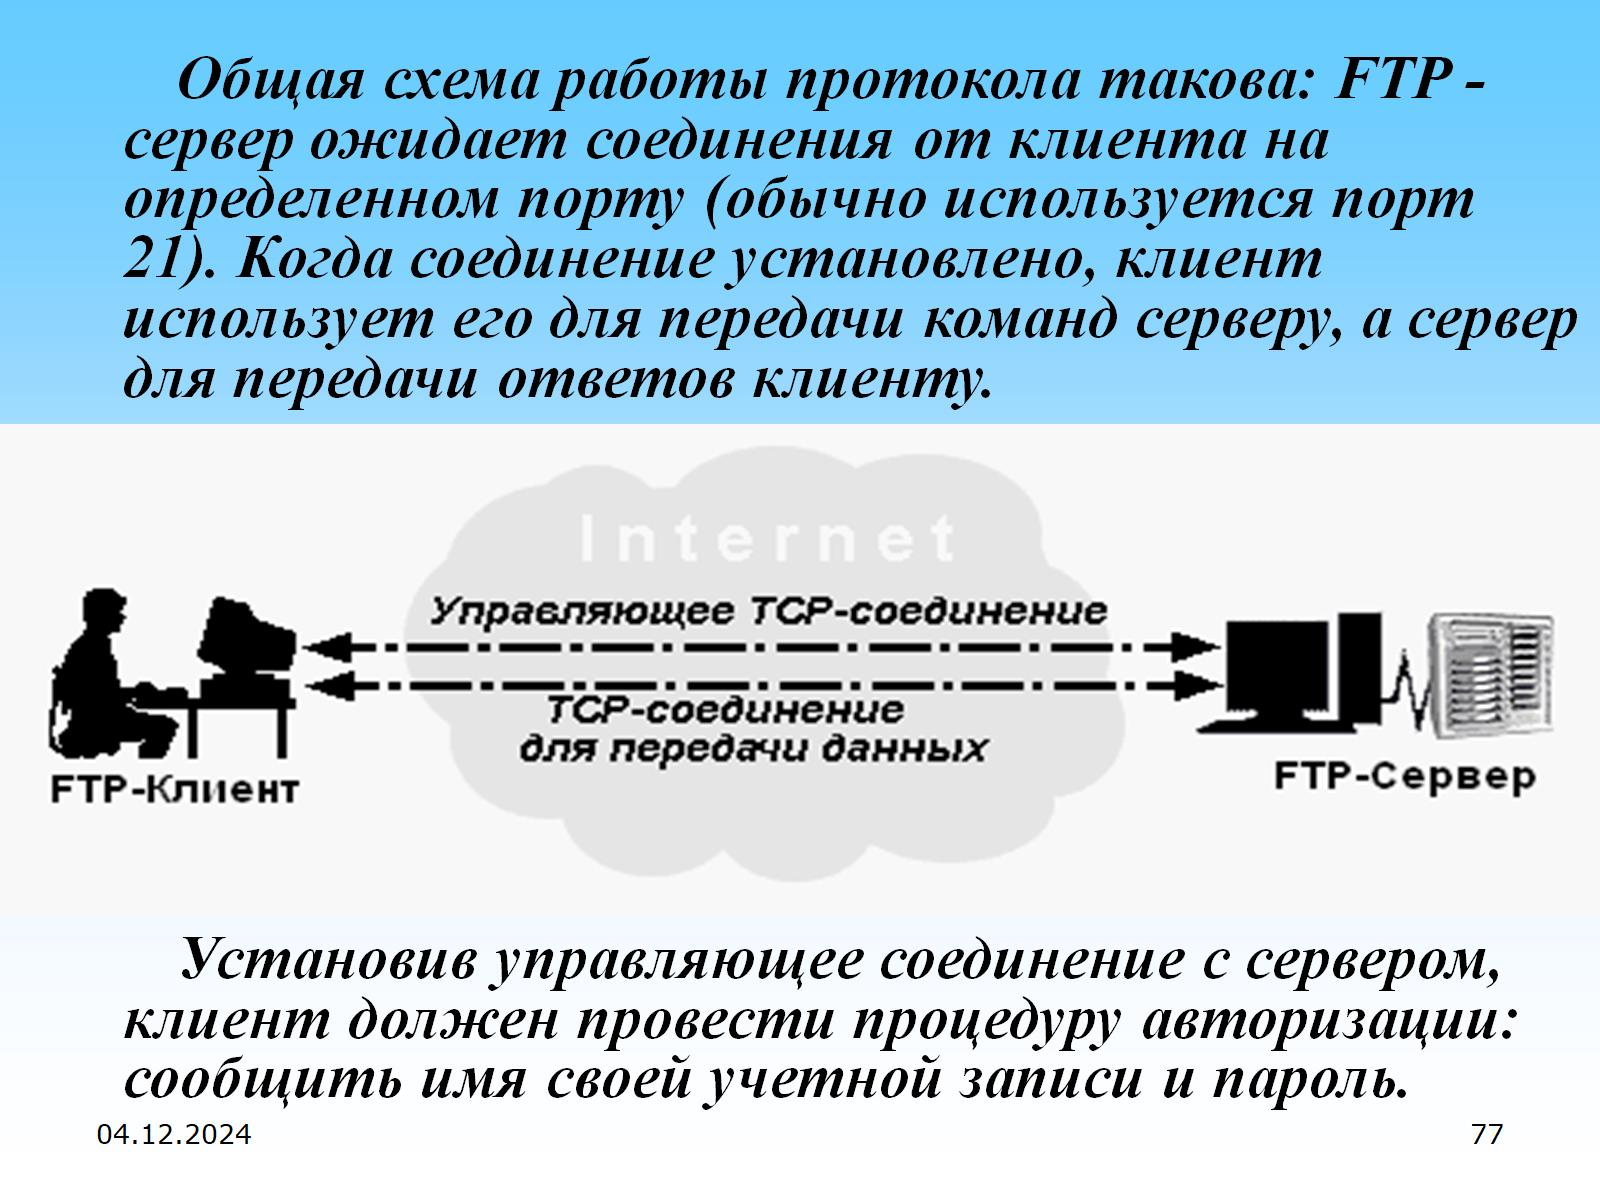 Общая схема работы протокола такова: FTP -
сервер ожидает соединения от клиента на
определенном порту (обычно используется порт
21). Когда соединение установлено, клиент
использует его для передачи команд серверу, а сервер
для передачи ответов клиенту.
Internet
Управляющее TCP-соединение
TCP-соединение
для передачи данных
FTP-Клиент
FTP-Сервер
Установив управляющее соединение с сервером,
клиент должен провести процедуру авторизации:
сообщить имя своей учетной записи и пароль.
04.12.2024
77